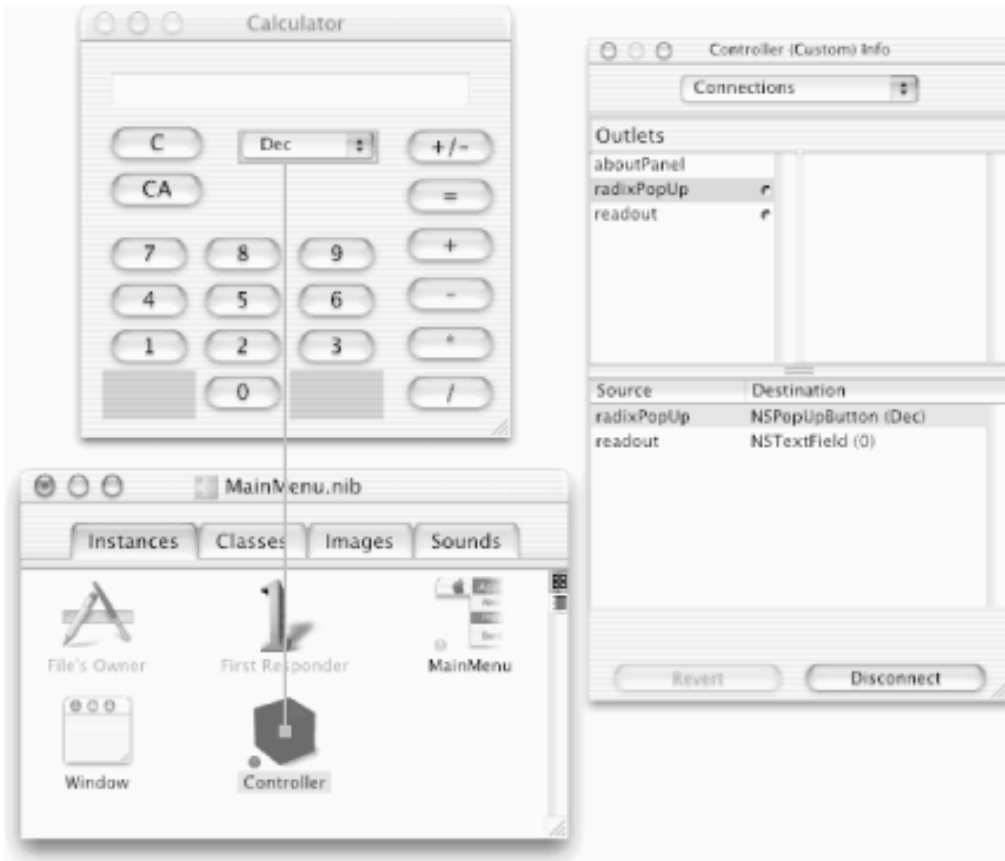 Calculator
C
Dec
+/-
CA
=
7
8
9
+
4
5
6
-
1
2
3
*
0
/
MainMenu.nib
Instances
Classes
Images
Sounds
File's Owner
First Responder
MainMenu
Window
Controller
Controller (Custom) Info
Connections
Outlets
aboutPanel
radixPopUp
readout
Source Destination
radixPopUp NSPopUpButton (Dec)
readout NSTextField (0)
Revert
Disconnect